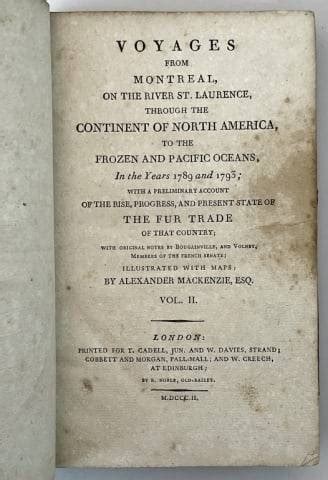 VOYAGES
FROM
MONTREAL,
ON THE RIVER ST. LAURENCE,
THROUGH THE
CONTINENT OF NORTH AMERICA,
TO THE
FROZEN AND PACIFIC OCEANS,
In the Years 1789 and 1793;
WITH A PRELIMINARY ACCOUNT
OF THE RISE, PROGRESS, AND PRESENT STATE OF
THE FUR TRADE
OF THAT COUNTRY;
WITH ORIGINAL NOTES BY BOUGAINVILLE, AND VOLNEY,
MEMBERS OF THE FRENCH SENATE;
ILLUSTRATED WITH MAPS;
BY ALEXANDER MACKENZIE, ESQ.
VOL. II.
LONDON:
PRINTED FOR T. CADELL, JUN. AND W. DAVIES, STRAND;
COBBETT AND MORGAN, PALL-MALL; AND W. CREECH,
AT EDINBURGH;
BY R. NOBLE, OLD-BAILEY.
M.DCCC.II.